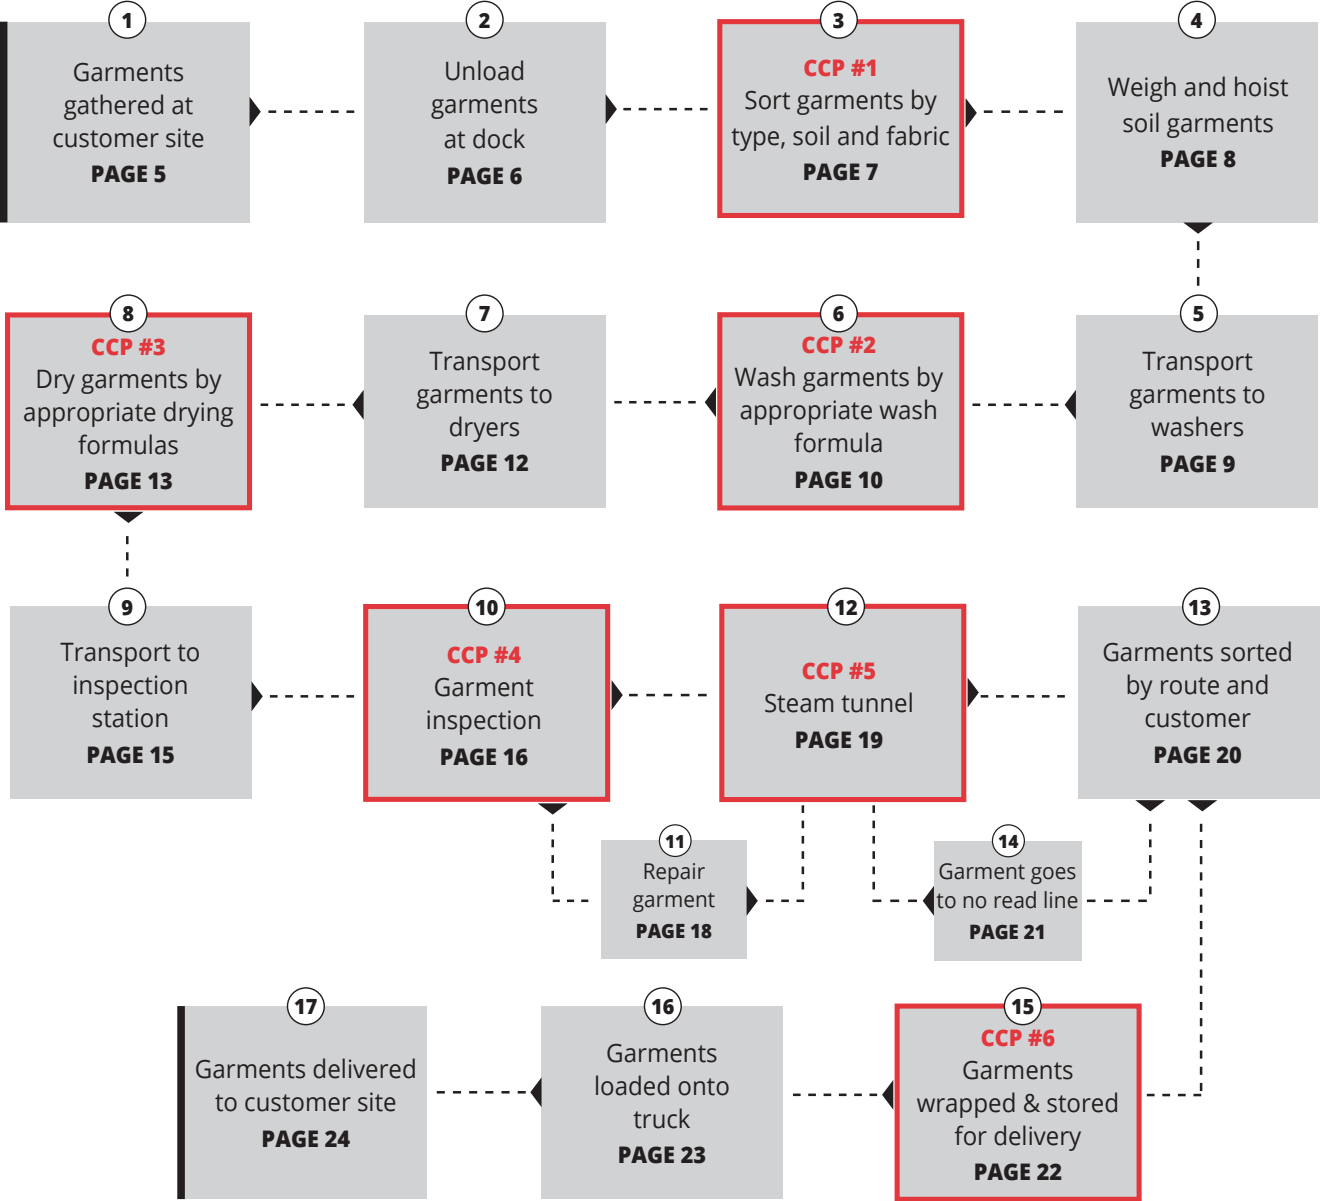 1
Garments
gathered at
customer site
PAGE 5
2
Unload
garments
at dock
PAGE 6
3
CCP #1
Sort garments by
type, soil and fabric
PAGE 7
4
Weigh and hoist
soil garments
PAGE 8
5
Transport
garments to
washers
PAGE 9
6
CCP #2
Wash garments by
appropriate wash
formula
PAGE 10
7
Transport
garments to
dryers
PAGE 12
8
CCP #3
Dry garments by
appropriate drying
formulas
PAGE 13
9
Transport to
inspection
station
PAGE 15
10
CCP #4
Garment
inspection
PAGE 16
11
Repair
garment
PAGE 18
12
CCP #5
Steam tunnel
PAGE 19
13
Garments sorted
by route and
customer
PAGE 20
14
Garment goes
to no read line
PAGE 21
15
CCP #6
Garments
wrapped & stored
for delivery
PAGE 22
16
Garments
loaded onto
truck
PAGE 23
17
Garments delivered
to customer site
PAGE 24